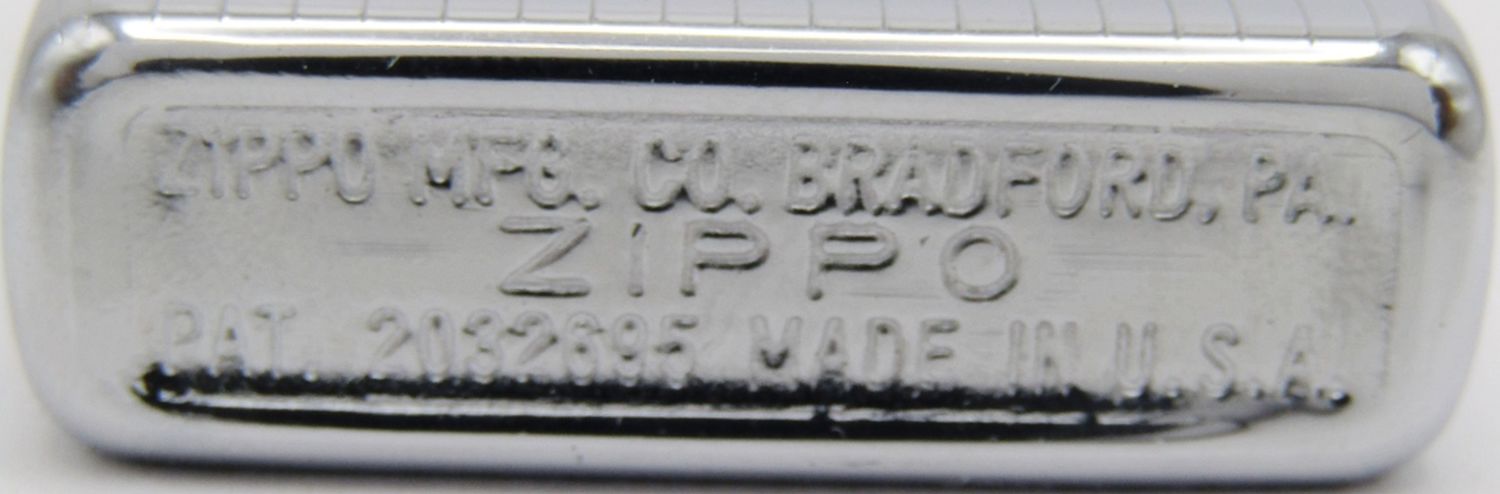 ZIPPO MFG. CO. BRADFORD, PA.
ZIPPO
PAT. 2032695 MADE IN U.S.A.